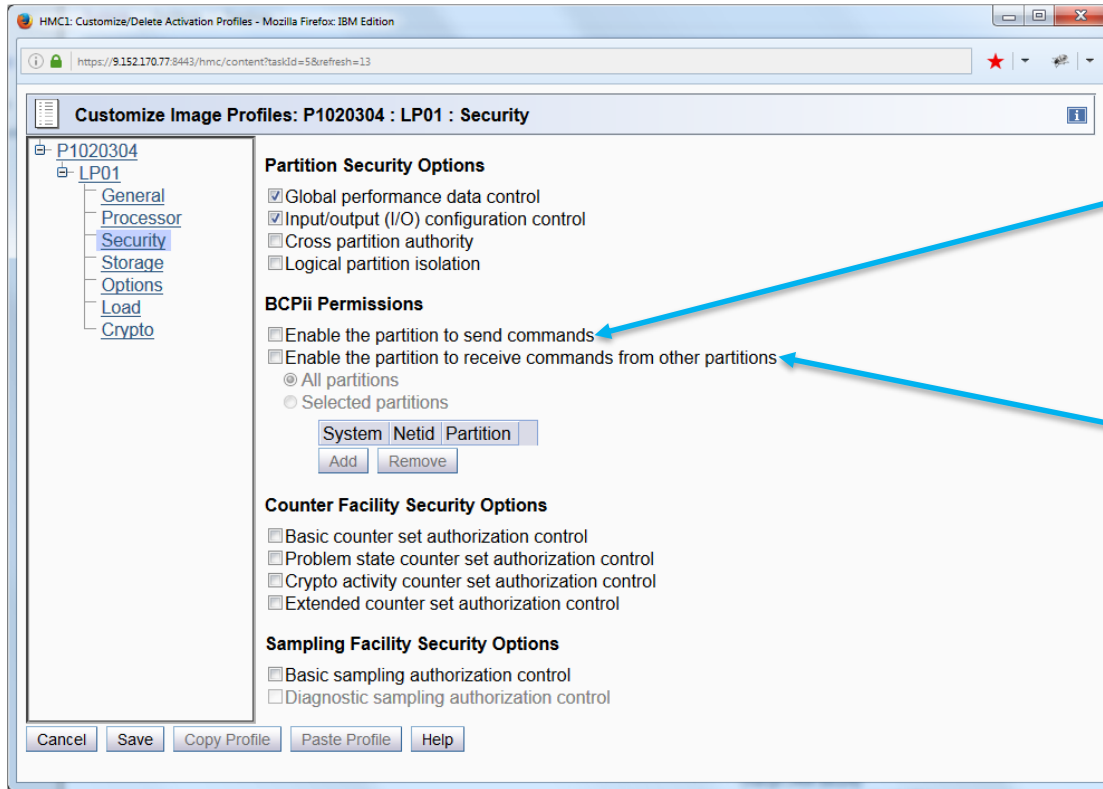 HMC1: Customize/Delete Activation Profiles - Mozilla Firefox: IBM Edition
https://9.152.170.77:8443/hmc/content?taskId=5&refresh=13
Customize Image Profiles: P1020304 : LP01 : Security
P1020304
LP01
General
Processor
Security
Storage
Options
Load
Crypto
Partition Security Options
Global performance data control
Input/output (I/O) configuration control
Cross partition authority
Logical partition isolation
BCPii Permissions
Enable the partition to send commands
Enable the partition to receive commands from other partitions
All partitions
Selected partitions
System Netid Partition
Add Remove
Counter Facility Security Options
Basic counter set authorization control
Problem state counter set authorization control
Crypto activity counter set authorization control
Extended counter set authorization control
Sampling Facility Security Options
Basic sampling authorization control
Diagnostic sampling authorization control
Cancel Save Copy Profile Paste Profile Help